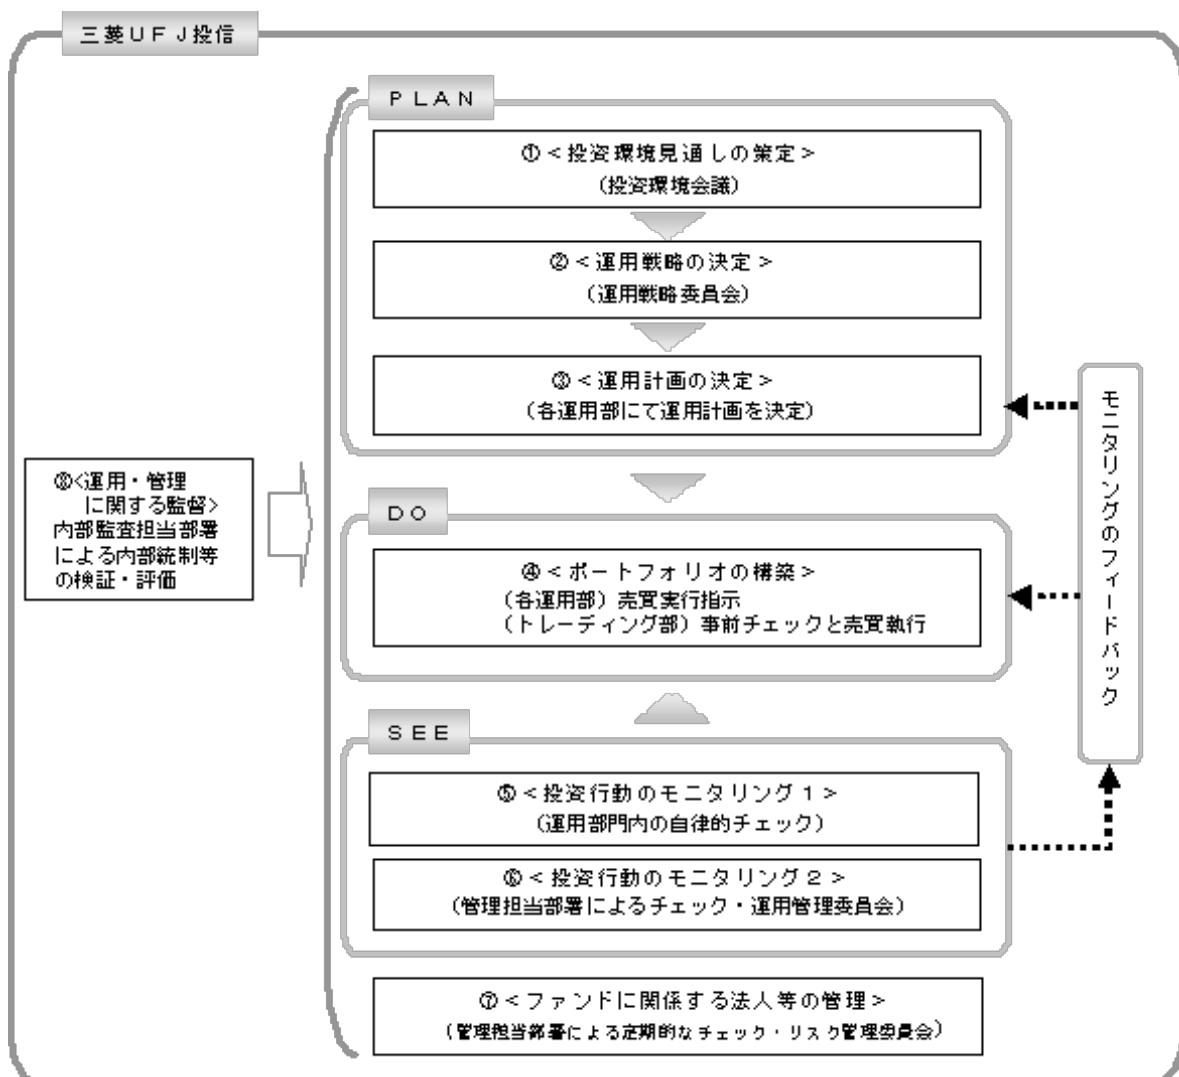 三菱ＵＦＪ投信
ＰＬＡＮ
①＜投資環境見通しの策定＞
（投資環境会議）
②＜運用戦略の決定＞
（運用戦略委員会）
③＜運用計画の決定＞
（各運用部にて運用計画を決定）
⑧<運用・管理
に関する監督>
内部監査担当部署
による内部統制等
の検証・評価
ＤＯ
④＜ポートフォリオの構築＞
（各運用部）売買実行指示
（トレーディング部）事前チェックと売買執行
モニタリングのフィードバック
ＳＥＥ
⑤＜投資行動のモニタリング１＞
（運用部門内の自律的チェック）
⑥＜投資行動のモニタリング２＞
（管理担当部署によるチェック・運用管理委員会）
⑦＜ファンドに関係する法人等の管理＞
（管理担当部署による定期的なチェック・リスク管理委員会）